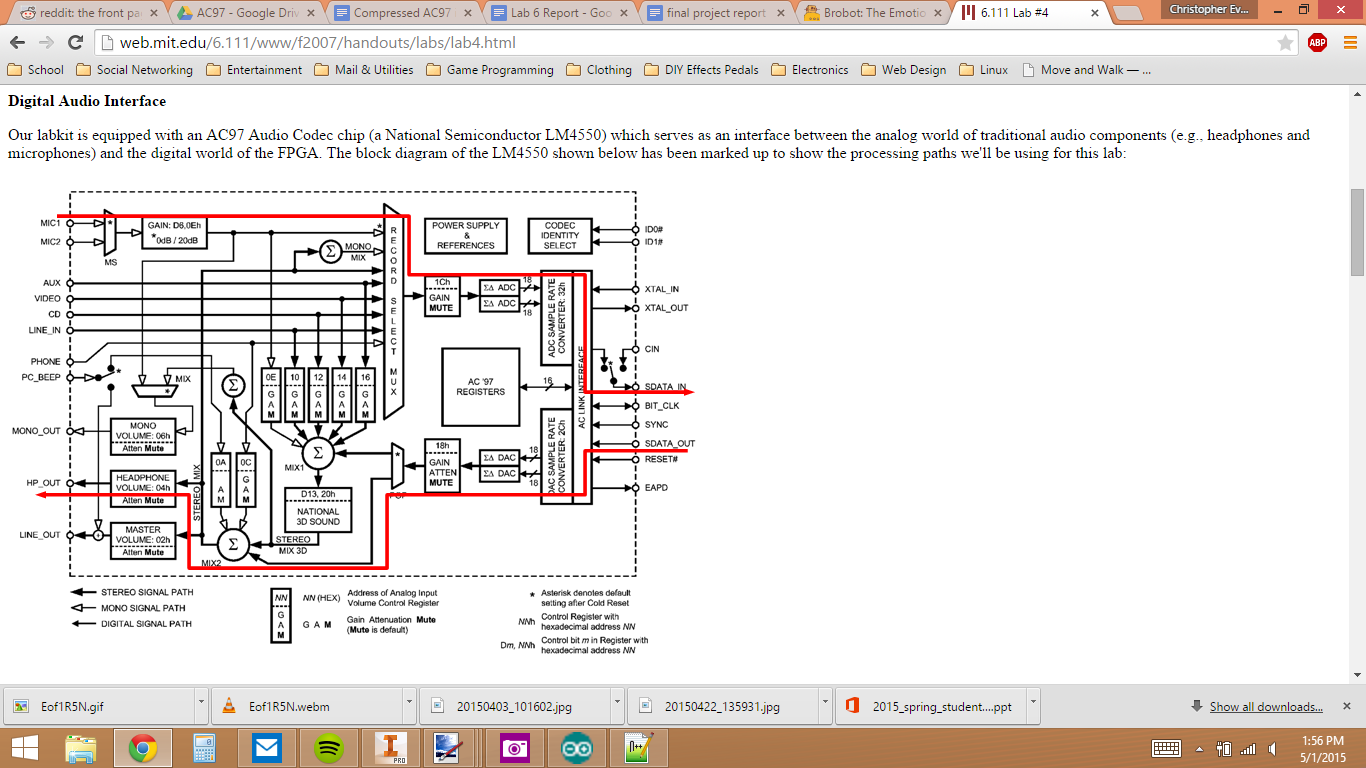 reddit: the front pa
AC97 - Google Driv
Compressed AC97
Lab 6 Report - Goo
final project report
Brobot: The Emotio
6.111 Lab #4
Christopher Ev...
web.mit.edu/6.111/www/f2007/handouts/labs/lab4.html
ABP
School
Social Networking
Entertainment
Mail & Utilities
Game Programming
Clothing
DIY Effects Pedals
Electronics
Web Design
Linux
Move and Walk — ...
Digital Audio Interface
Our labkit is equipped with an AC97 Audio Codec chip (a National Semiconductor LM4550) which serves as an interface between the analog world of traditional audio components (e.g., headphones and
microphones) and the digital world of the FPGA. The block diagram of the LM4550 shown below has been marked up to show the processing paths we'll be using for this lab:
MIC1
MIC2
MS
*
GAIN: D6,0Eh
*0dB / 20dB
Σ
MONO
MIX
*
RECORD SELECT MUX
POWER SUPPLY
&
REFERENCES
CODEC
IDENTITY
SELECT
ID0#
ID1#
AUX
VIDEO
CD
LINE_IN
PHONE
PC_BEEP
*
1Ch
GAIN
MUTE
ΣΔ ADC
ΣΔ ADC
18
18
ADC SAMPLE RATE
CONVERTER: 32h
XTAL_IN
XTAL_OUT
CIN
*
SDATA_IN
BIT_CLK
SYNC
SDATA_OUT
RESET#
EAPD
AC LINK INTERFACE
AC '97
REGISTERS
16
MIX
*
Σ
0E
G
A
M
10
G
A
M
12
G
A
M
14
G
A
M
16
G
A
M
MONO_OUT
MONO
VOLUME: 06h
Atten Mute
HP_OUT
HEADPHONE
VOLUME: 04h
Atten Mute
LINE_OUT
+
MASTER
VOLUME: 02h
Atten Mute
STEREO MIX
0A
A
M
0C
G
A
M
MIX1
Σ
D13, 20h
NATIONAL
3D SOUND
STEREO
MIX 3D
Σ
MIX2
*
POP
18h
GAIN
ATTEN
MUTE
ΣΔ DAC
ΣΔ DAC
18
18
DAC SAMPLE RATE
CONVERTER: 2Ch
STEREO SIGNAL PATH
MONO SIGNAL PATH
DIGITAL SIGNAL PATH
NN
G
A
M
NN (HEX)
Address of Analog Input
Volume Control Register
G A M
Gain Attenuation Mute
(Mute is default)
*
Asterisk denotes default
setting after Cold Reset
NNh
Control Register with
hexadecimal address NN
Dm, NNh
Control bit m in Register with
hexadecimal address NN
Eof1R5N.gif
Eof1R5N.webm
20150403_101602.jpg
20150422_135931.jpg
2015_spring_student....ppt
Show all downloads...
I
PRO
1:56 PM
5/1/2015